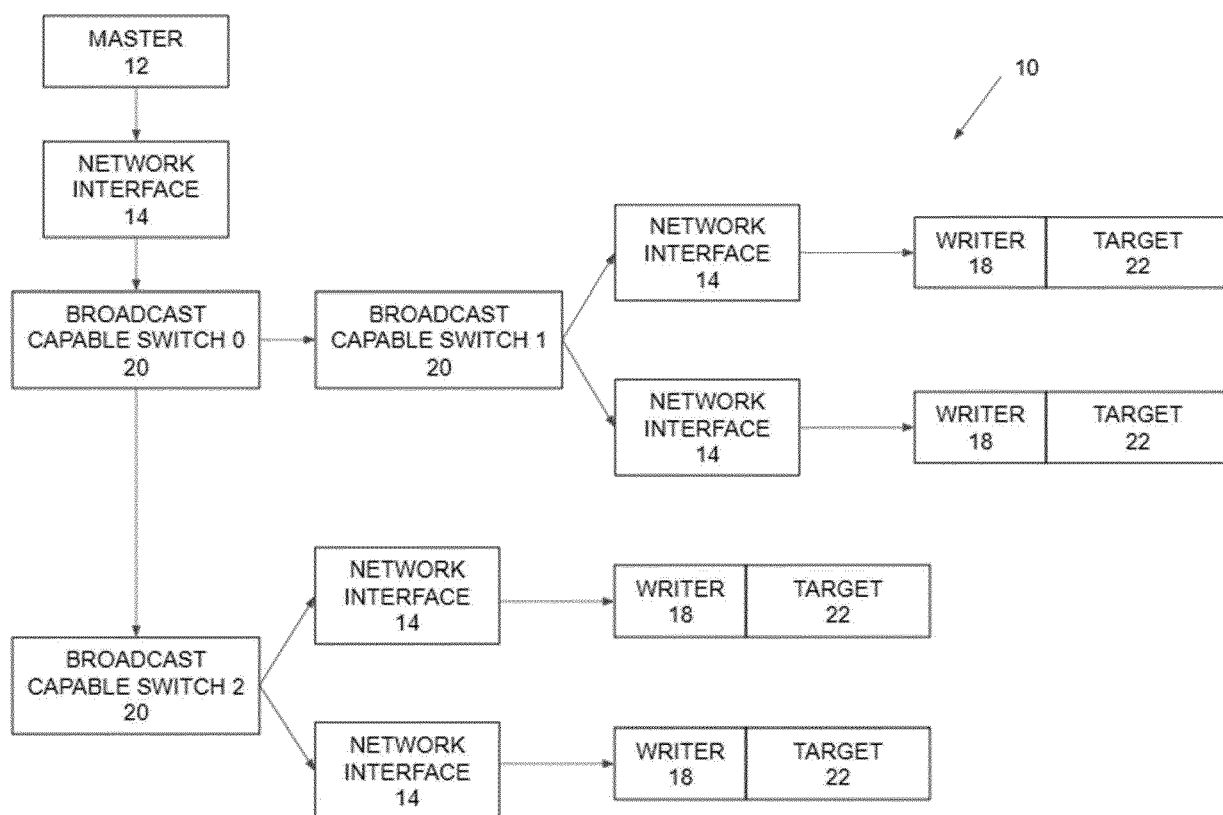 MASTER
12
10
NETWORK
INTERFACE
14
BROADCAST
CAPABLE SWITCH 0
20
BROADCAST
CAPABLE SWITCH 1
20
NETWORK
INTERFACE
14
WRITER
18
TARGET
22
NETWORK
INTERFACE
14
WRITER
18
TARGET
22
BROADCAST
CAPABLE SWITCH 2
20
NETWORK
INTERFACE
14
WRITER
18
TARGET
22
NETWORK
INTERFACE
14
WRITER
18
TARGET
22